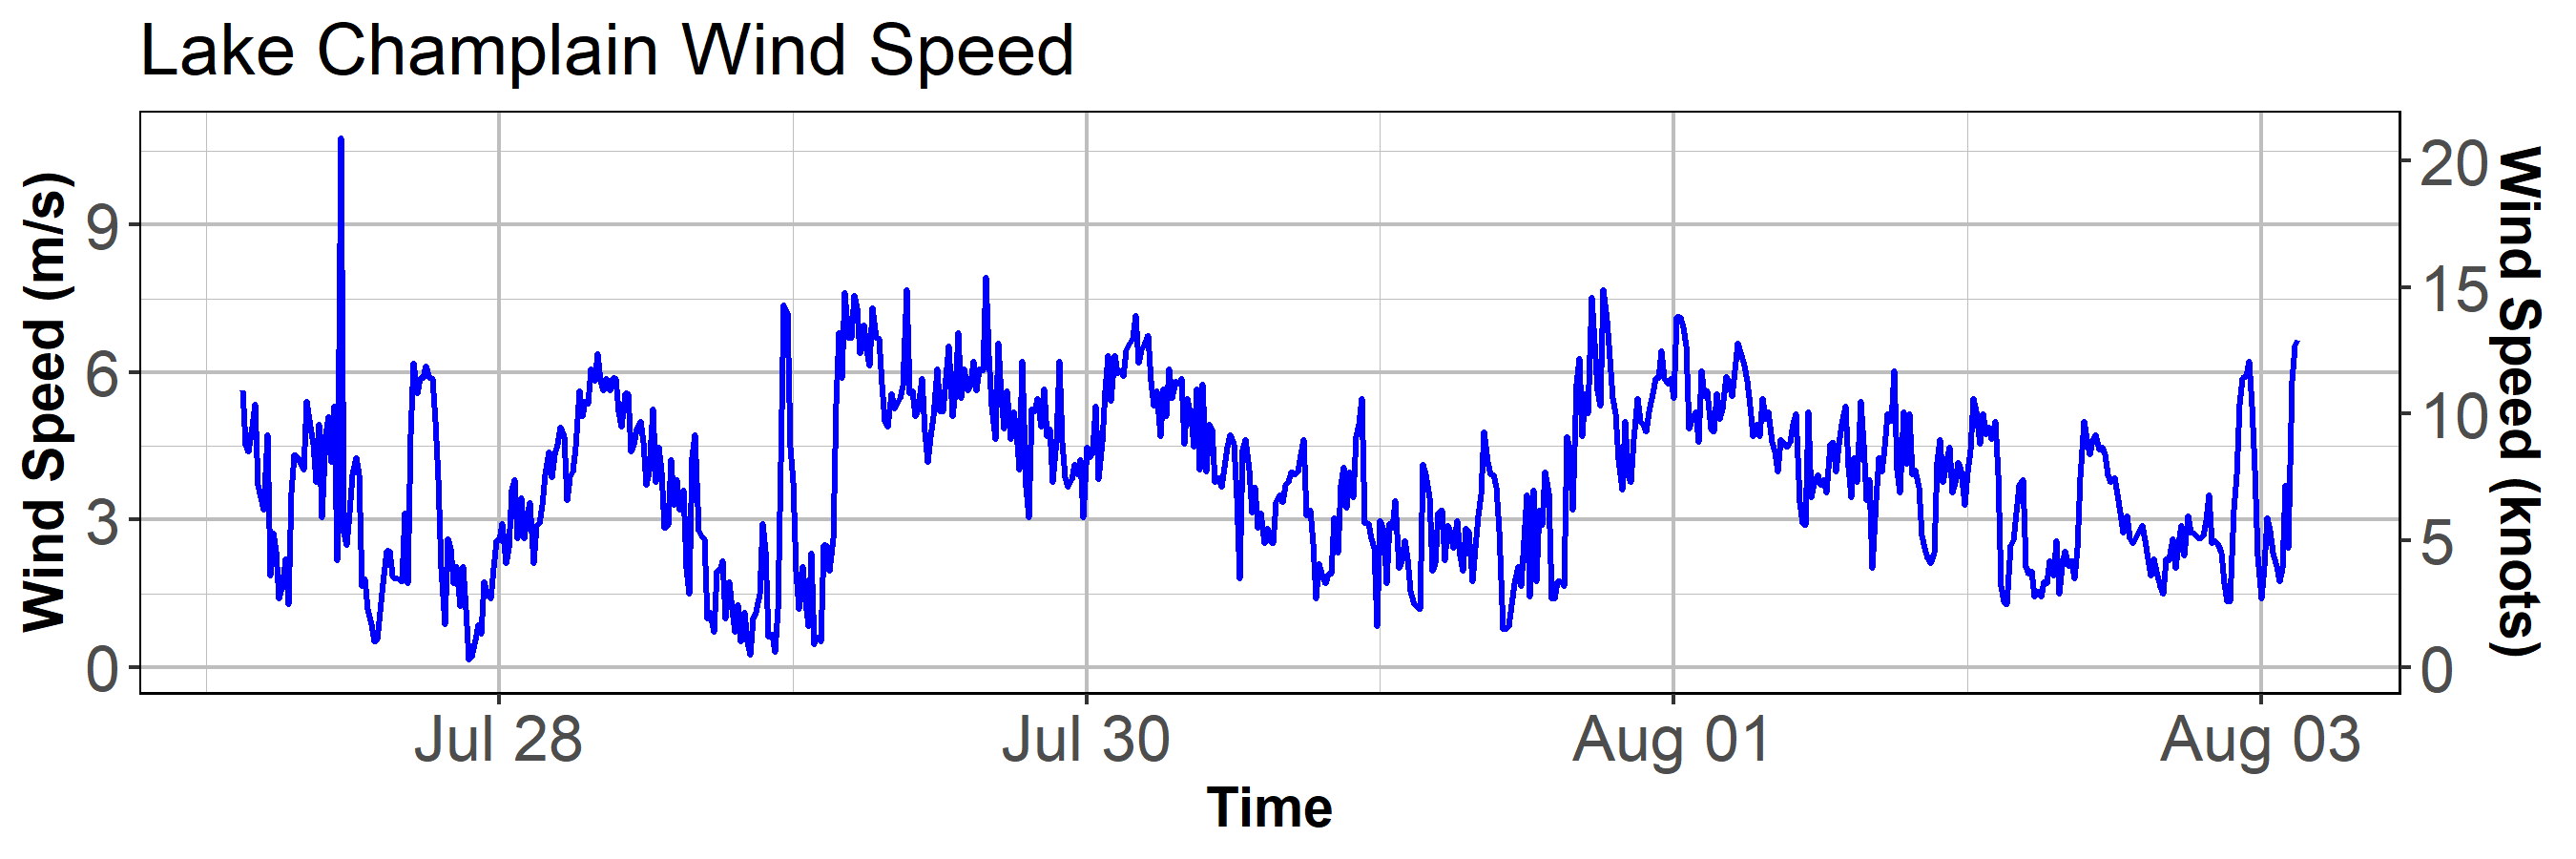 Lake Champlain Wind Speed
Wind Speed (m/s)
9
6
3
0
20
15
10
5
0
Wind Speed (knots)
Jul 28
Jul 30
Aug 01
Aug 03
Time